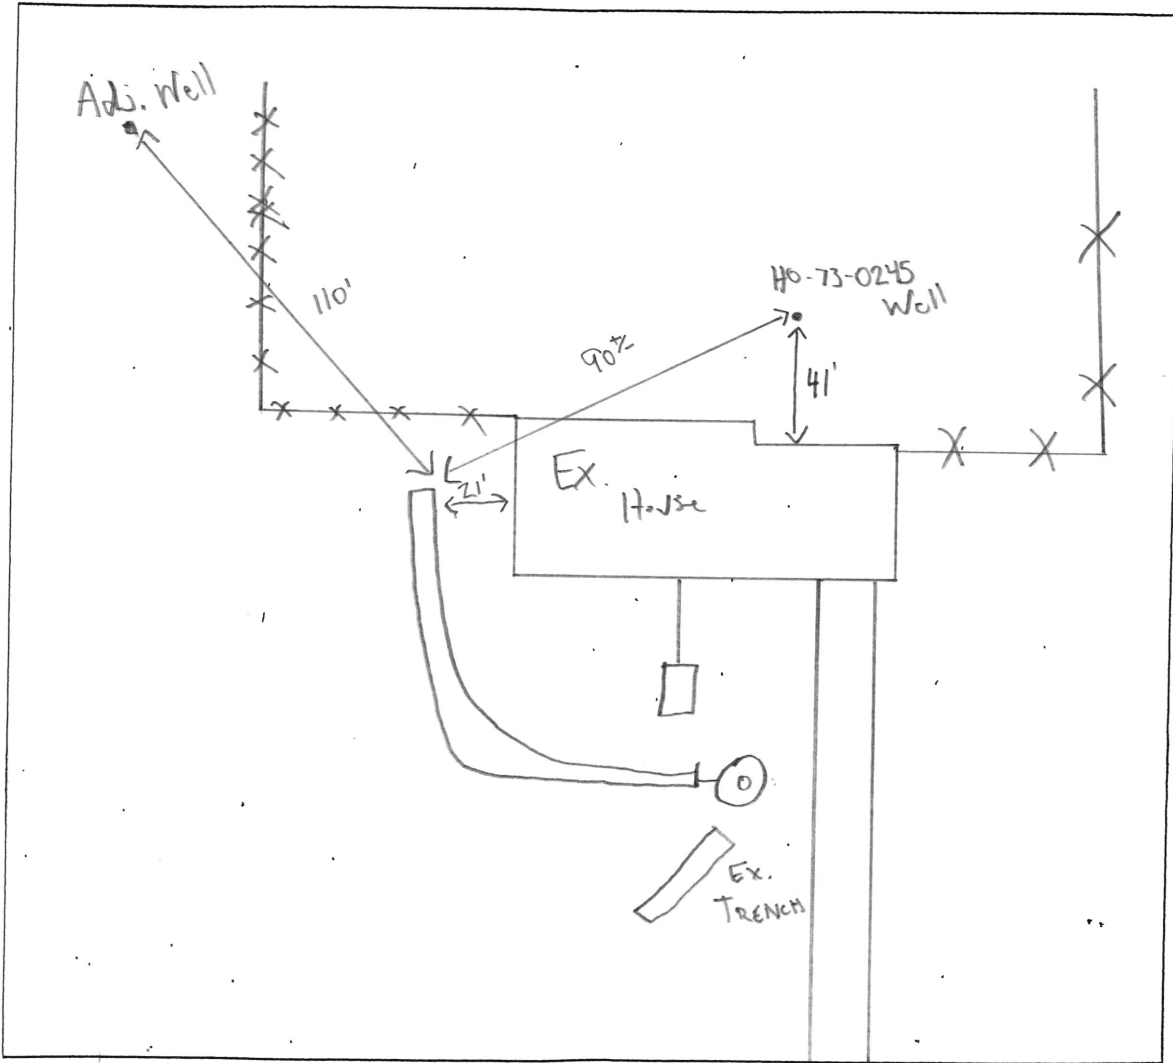 Adj. Well
110'
HO-73-0245
Well
90 +/-
41'
21'
Ex.
House
Ex.
TRENCH